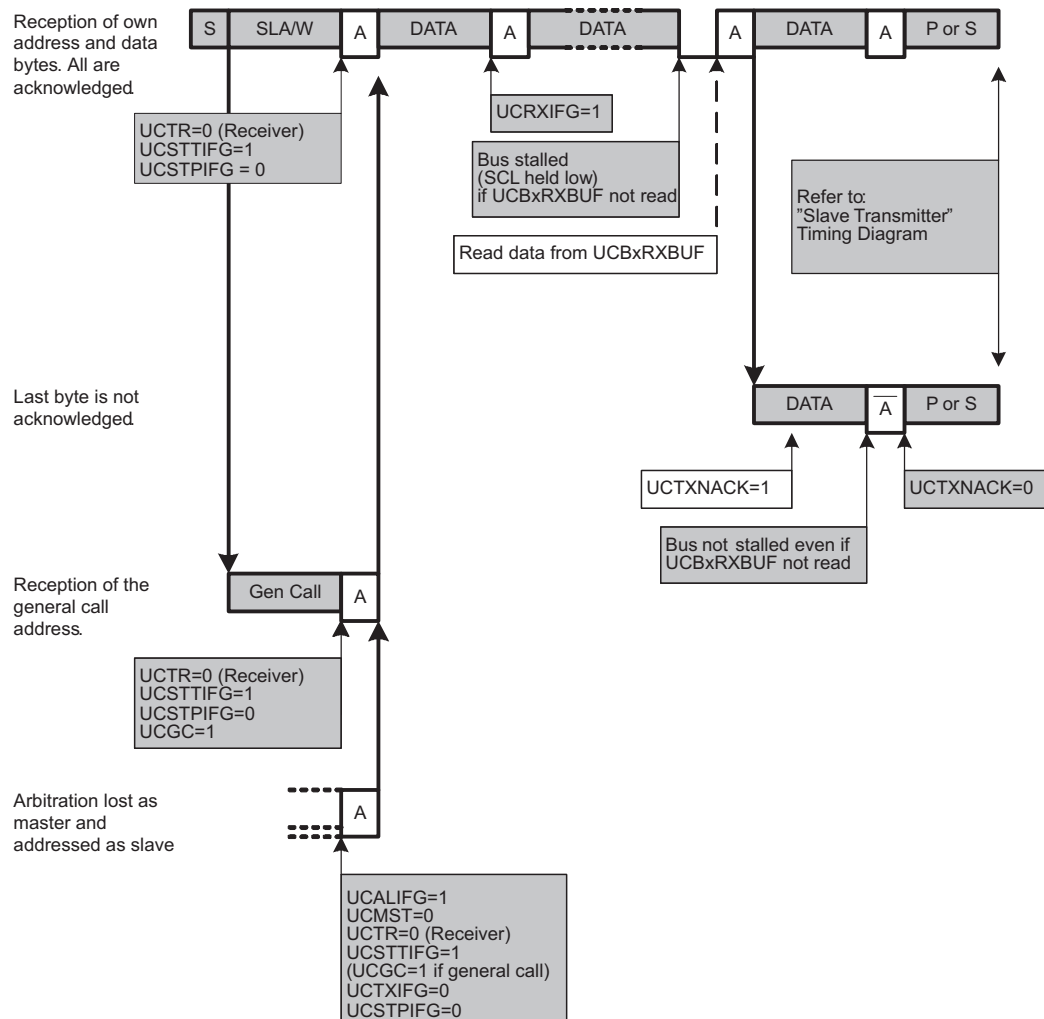 Reception of own
address and data
bytes. All are
acknowledged.
S SLA/W A DATA A DATA A DATA A P or S
UCTR=0 (Receiver)
UCSTTIFG=1
UCSTPIFG = 0
UCRXIFG=1
Bus stalled
(SCL held low)
if UCBxRXBUF not read
Read data from UCBxRXBUF
Refer to:
”Slave Transmitter”
Timing Diagram
Last byte is not
acknowledged.
DATA A P or S
UCTXNACK=1
UCTXNACK=0
Bus not stalled even if
UCBxRXBUF not read
Reception of the
general call
address.
Gen Call A
UCTR=0 (Receiver)
UCSTTIFG=1
UCSTPIFG=0
UCGC=1
Arbitration lost as
master and
addressed as slave
A
UCALIFG=1
UCMST=0
UCTR=0 (Receiver)
UCSTTIFG=1
(UCGC=1 if general call)
UCTXIFG=0
UCSTPIFG=0